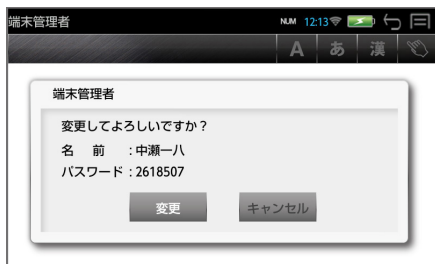 端末管理者
NUM 12:13
A あ 漢
端末管理者
変更してよろしいですか？
名　前　:中瀬一八
パスワード : 2618507
変更 キャンセル